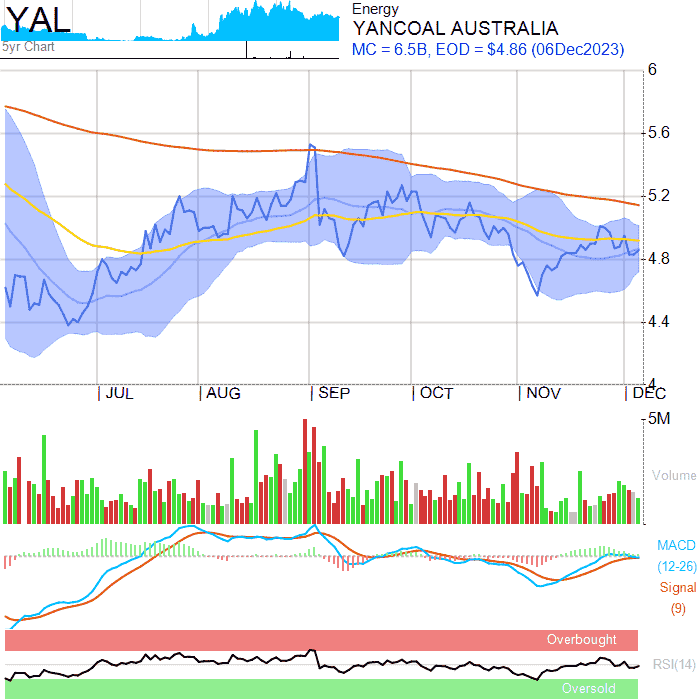 YAL
5yr Chart
Energy
YANCOAL AUSTRALIA
MC = 6.5B, EOD = $4.86 (06Dec2023)
6
5.6
5.2
4.8
4.4
4
JUL AUG SEP OCT NOV DEC
5M
Volume
MACD
(12-26)
Signal
(9)
Overbought
RSI(14)
Oversold